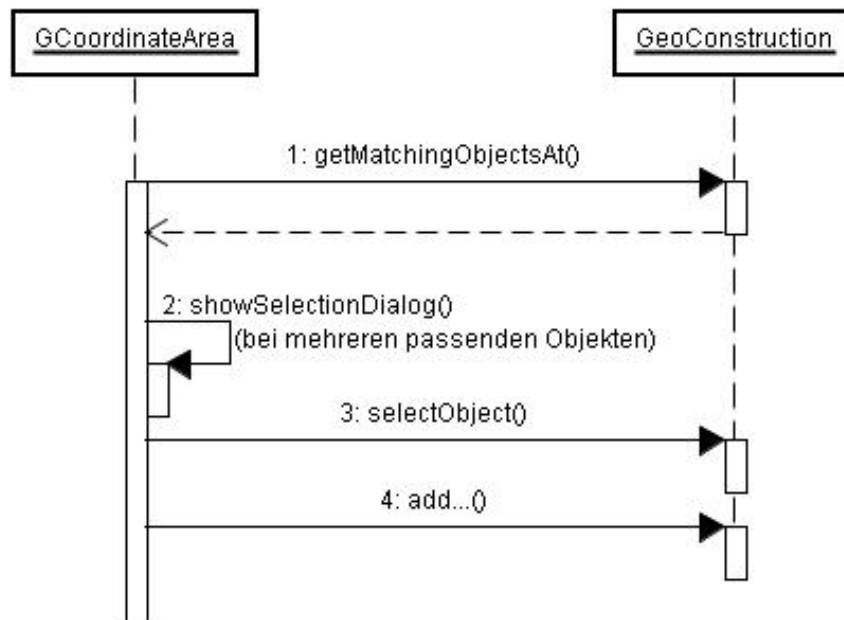 GCoordinateArea
GeoConstruction
1: getMatchingObjectsAt()
2: showSelectionDialog()
(bei mehreren passenden Objekten)
3: selectObject()
4: add...()